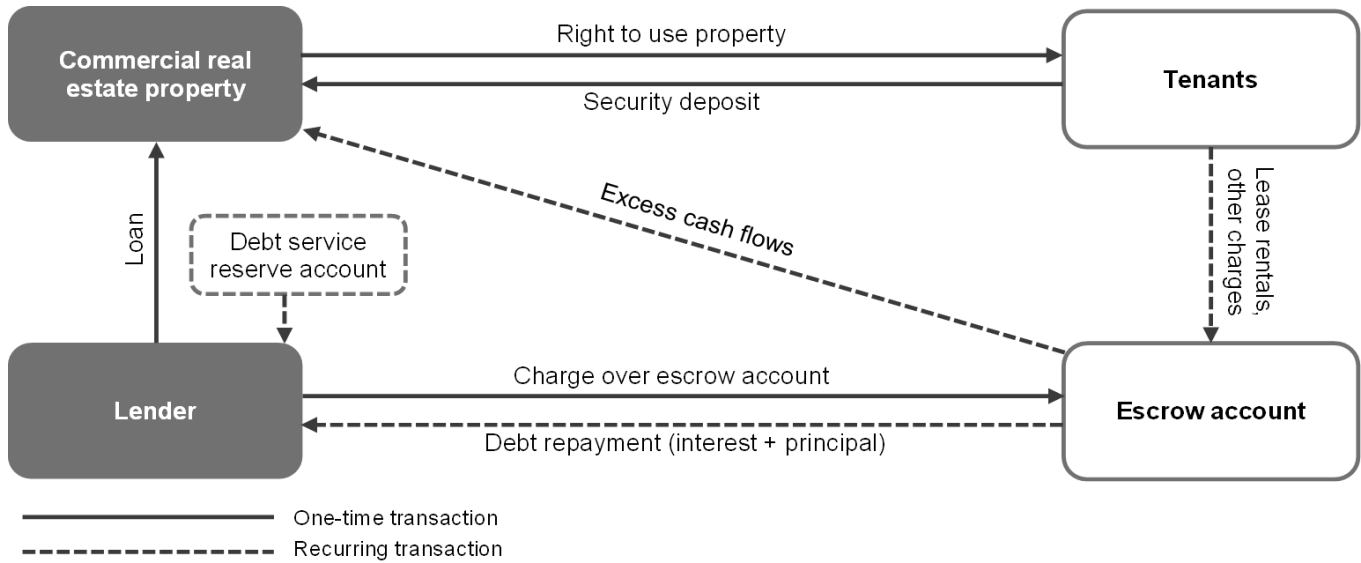 Commercial real
estate property
Right to use property
Security deposit
Tenants
Loan
Debt service
reserve account
Excess cash flows
Lease rentals,
other charges
Lender
Charge over escrow account
Debt repayment (interest + principal)
Escrow account
One-time transaction
Recurring transaction